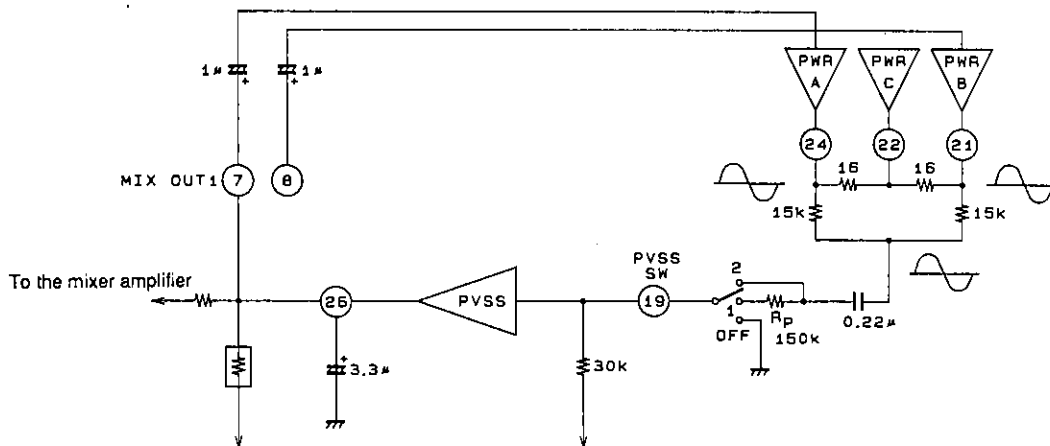 PWR A
PWR C
PWR B
1μ +
1μ +
24
22
21
MIX OUT1 7
8
16
16
15k
15k
PVSS SW
To the mixer amplifier
26
PVSS
19
2
1
OFF
RP
150k
0.22μ
+
3.3μ
30k